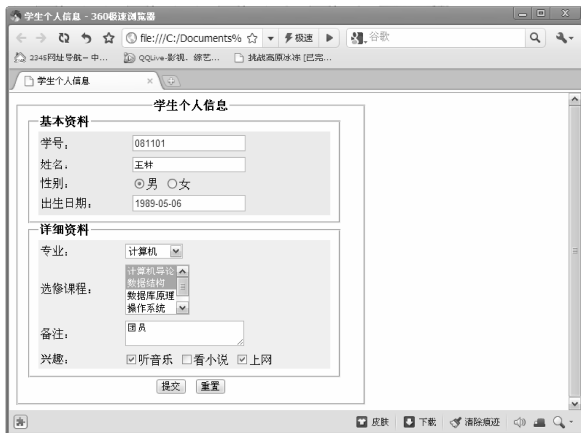 学生个人信息 - 360极速浏览器
file:///C:/Documents% 极速 谷歌
2345网址导航－中... QQLive-影视、综艺... 挑战高原冰冻 [已完...
学生个人信息
学生个人信息
基本资料
学号： 081101
姓名： 王林
性别： 男 女
出生日期： 1989-05-06
详细资料
专业： 计算机
选修课程： 计算机导论
数据结构
数据库原理
操作系统
备注： 团员
兴趣： 听音乐 看小说 上网
提交 重置
皮肤 下载 清除痕迹